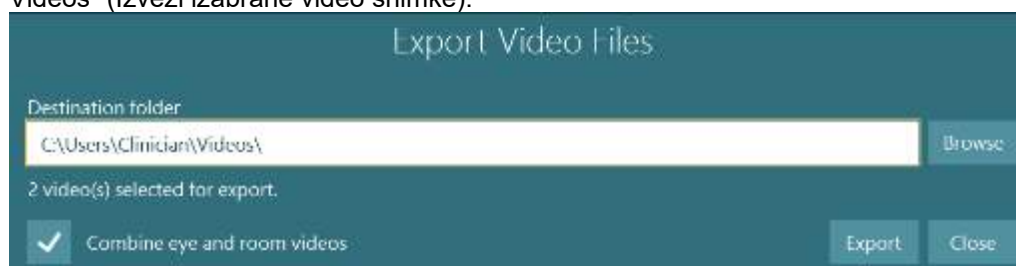 Videos" (Izvezi izabrane video snimke).
Export Video Files
Destination folder
C:\Users\Clinician\Videos\
Browse
2 video(s) selected for export.
Combine eye and room videos
Export
Close